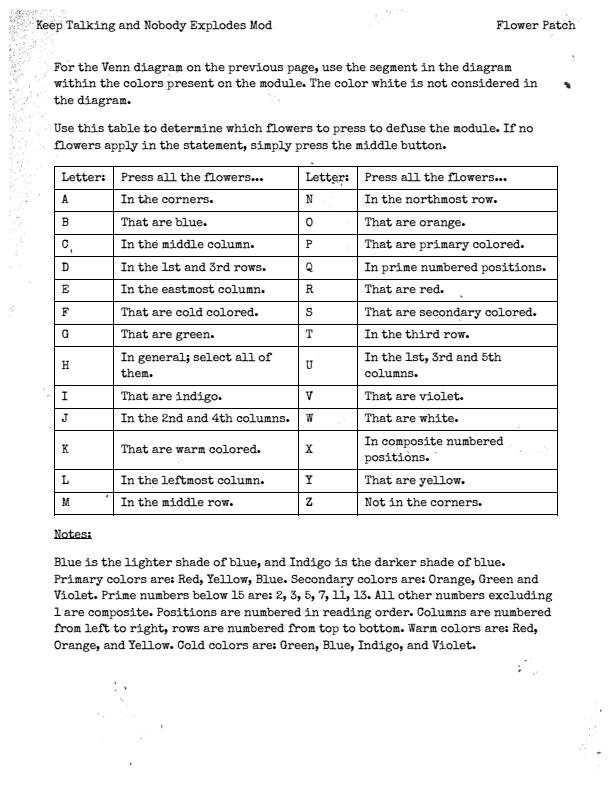 Keep Talking and Nobody Explodes Mod Flower Patch
For the Venn diagram on the previous page, use the segment in the diagram
within the colors present on the module. The color white is not considered in
the diagram.
Use this table to determine which flowers to press to defuse the module. If no
flowers apply in the statement, simply press the middle button.
Letter: Press all the flowers... Letter: Press all the flowers...
A In the corners. N In the northmost row.
B That are blue. O That are orange.
C In the middle column. P That are primary colored.
D In the 1st and 3rd rows. Q In prime numbered positions.
E In the eastmost column. R That are red.
F That are cold colored. S That are secondary colored.
G That are green. T In the third row.
H In general; select all of them. U In the 1st, 3rd and 5th columns.
I That are indigo. V That are violet.
J In the 2nd and 4th columns. W That are white.
K That are warm colored. X In composite numbered positions.
L In the leftmost column. Y That are yellow.
M In the middle row. Z Not in the corners.
Notes:
Blue is the lighter shade of blue, and Indigo is the darker shade of blue.
Primary colors are: Red, Yellow, Blue. Secondary colors are: Orange, Green and
Violet. Prime numbers below 15 are: 2, 3, 5, 7, 11, 13. All other numbers excluding
1 are composite. Positions are numbered in reading order. Columns are numbered
from left to right, rows are numbered from top to bottom. Warm colors are: Red,
Orange, and Yellow. Cold colors are: Green, Blue, Indigo, and Violet.